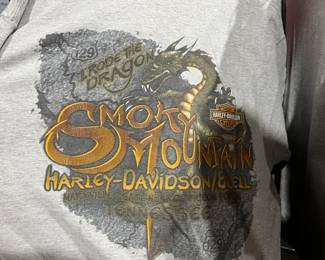 129
I RODE THE
DRAGON
SMOKY
MOUNTAIN
HARLEY-DAVIDSON
HARLEY-DAVIDSON/BUELL
TENNESSEE